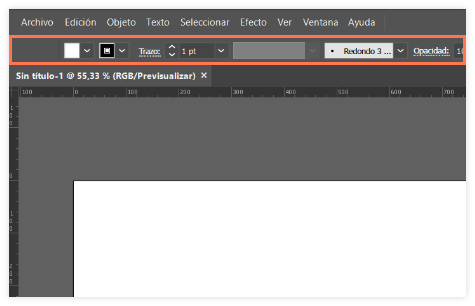 Archivo Edición Objeto Texto Seleccionar Efecto Ver Ventana Ayuda
Trazo: 1 pt Redondo 3 ... Opacidad: 10
Sin título-1 @ 55,33 % (RGB/Previsualizar) ×
100 0 100 200 300 400 500 600 700